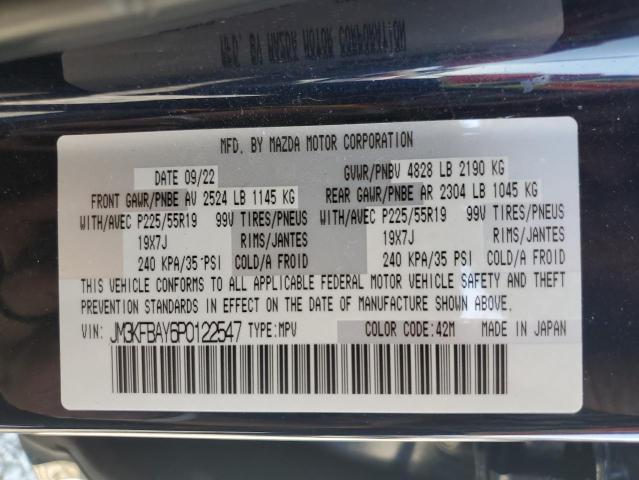 MFD. BY MAZDA MOTOR CORPORATION
DATE 09/22 GVWR/PNBV 4828 LB 2190 KG
FRONT GAWR/PNBE AV 2524 LB 1145 KG REAR GAWR/PNBE AR 2304 LB 1045 KG
WITH/AVEC P225/55R19 99V TIRES/PNEUS WITH/AVEC P225/55R19 99V TIRES/PNEUS
19X7J RIMS/JANTES 19X7J RIMS/JANTES
240 KPA/35 PSI COLD/A FROID 240 KPA/35 PSI COLD/A FROID
THIS VEHICLE CONFORMS TO ALL APPLICABLE FEDERAL MOTOR VEHICLE SAFETY AND THEFT
PREVENTION STANDARDS IN EFFECT ON THE DATE OF MANUFACTURE SHOWN ABOVE.
VIN: JM3KFBAY6P0122547 TYPE: MPV COLOR CODE: 42M MADE IN JAPAN